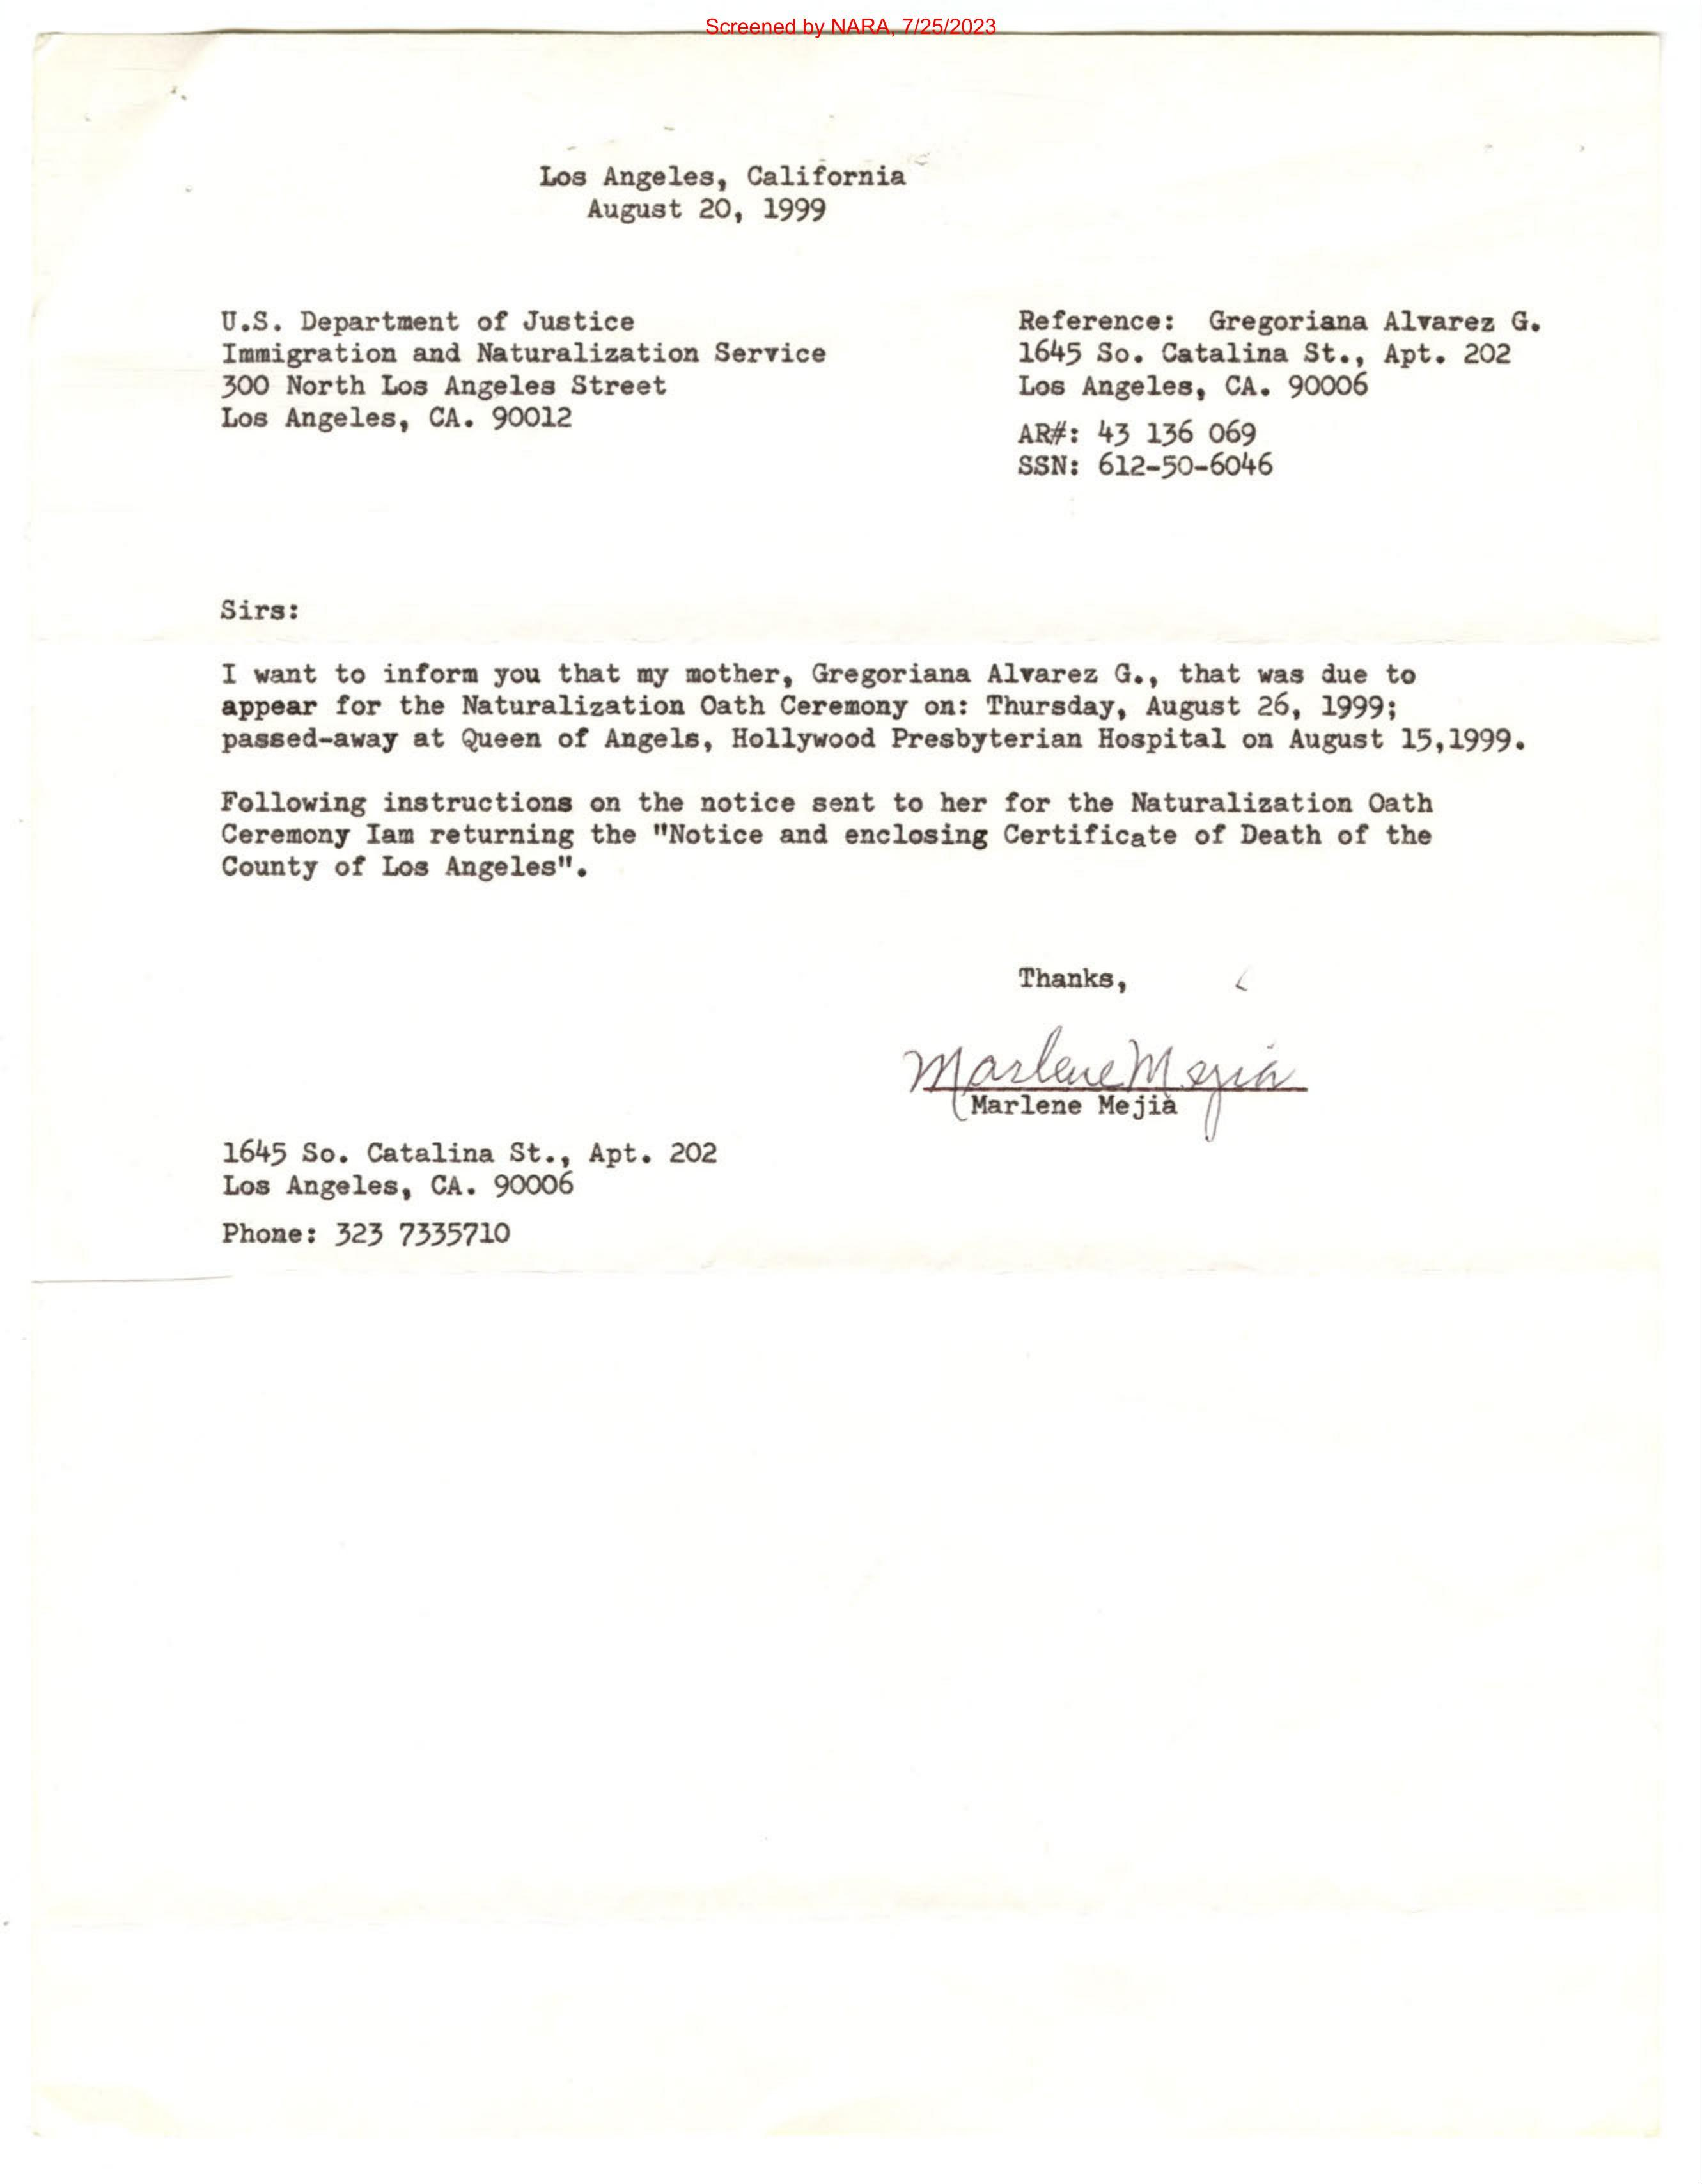 Screened by NARA, 7/25/2023
Los Angeles, California
August 20, 1999
U.S. Department of Justice
Immigration and Naturalization Service
300 North Los Angeles Street
Los Angeles, CA. 90012
Reference: Gregoriana Alvarez G.
1645 So. Catalina St., Apt. 202
Los Angeles, CA. 90006
AR#: 43 136 069
SSN: 612-50-6046
Sirs:
I want to inform you that my mother, Gregoriana Alvarez G., that was due to
appear for the Naturalization Oath Ceremony on: Thursday, August 26, 1999;
passed-away at Queen of Angels, Hollywood Presbyterian Hospital on August 15,1999.
Following instructions on the notice sent to her for the Naturalization Oath
Ceremony Iam returning the "Notice and enclosing Certificate of Death of the
County of Los Angeles".
Thanks,
Marlene Mejia
Marlene Mejia
1645 So. Catalina St., Apt. 202
Los Angeles, CA. 90006
Phone: 323 7335710